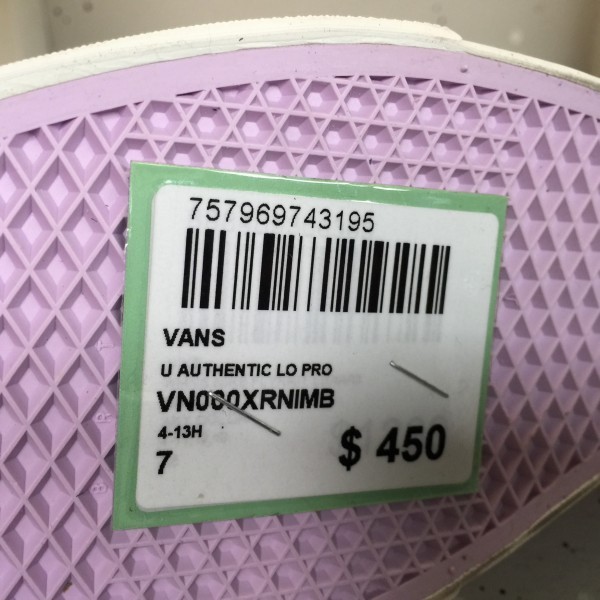 757969743195
VANS
U AUTHENTIC LO PRO
VN000XRNIMB
4-13H
7
$ 450